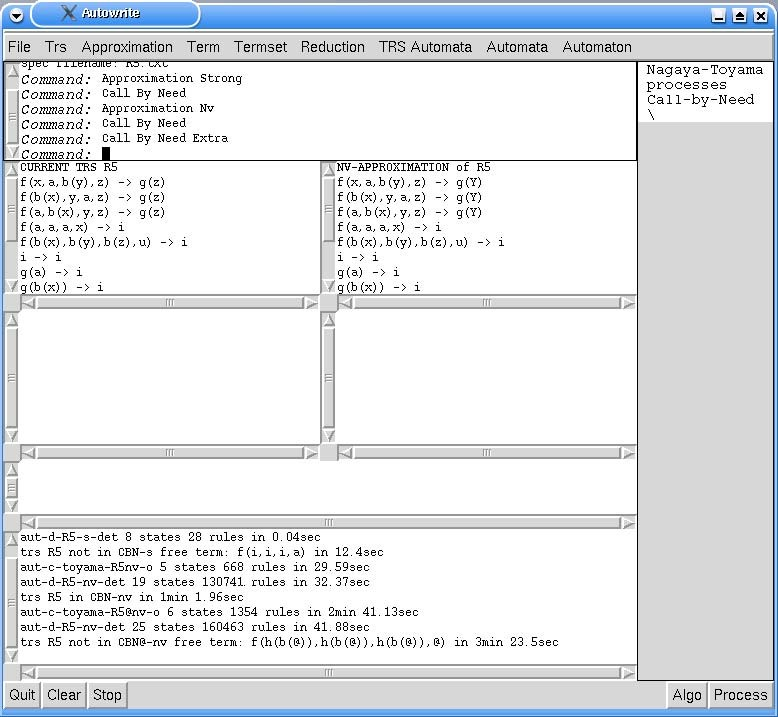 Autowrite
File Trs Approximation Term Termset Reduction TRS Automata Automata Automaton
spec filename: R5.txt
Command: Approximation Strong
Command: Call By Need
Command: Approximation Nv
Command: Call By Need
Command: Call By Need Extra
Command:
Nagaya-Toyama
processes
Call-by-Need
\
CURRENT TRS R5
f(x,a,b(y),z) -> g(z)
f(b(x),y,a,z) -> g(z)
f(a,b(x),y,z) -> g(z)
f(a,a,a,x) -> i
f(b(x),b(y),b(z),u) -> i
i -> i
g(a) -> i
g(b(x)) -> i
NV-APPROXIMATION of R5
f(x,a,b(y),z) -> g(Y)
f(b(x),y,a,z) -> g(Y)
f(a,b(x),y,z) -> g(Y)
f(a,a,a,x) -> i
f(b(x),b(y),b(z),u) -> i
i -> i
g(a) -> i
g(b(x)) -> i
aut-d-R5-s-det 8 states 28 rules in 0.04sec
trs R5 not in CBN-s free term: f(i,i,i,a) in 12.4sec
aut-c-toyama-R5nv-o 5 states 668 rules in 29.59sec
aut-d-R5-nv-det 19 states 130741 rules in 32.37sec
trs R5 in CBN-nv in 1min 1.96sec
aut-c-toyama-R5@nv-o 6 states 1354 rules in 2min 41.13sec
aut-d-R5-nv-det 25 states 160463 rules in 41.88sec
trs R5 not in CBN@-nv free term: f(h(b(@)),h(b(@)),h(b(@)),@) in 3min 23.5sec
Quit Clear Stop Algo Process